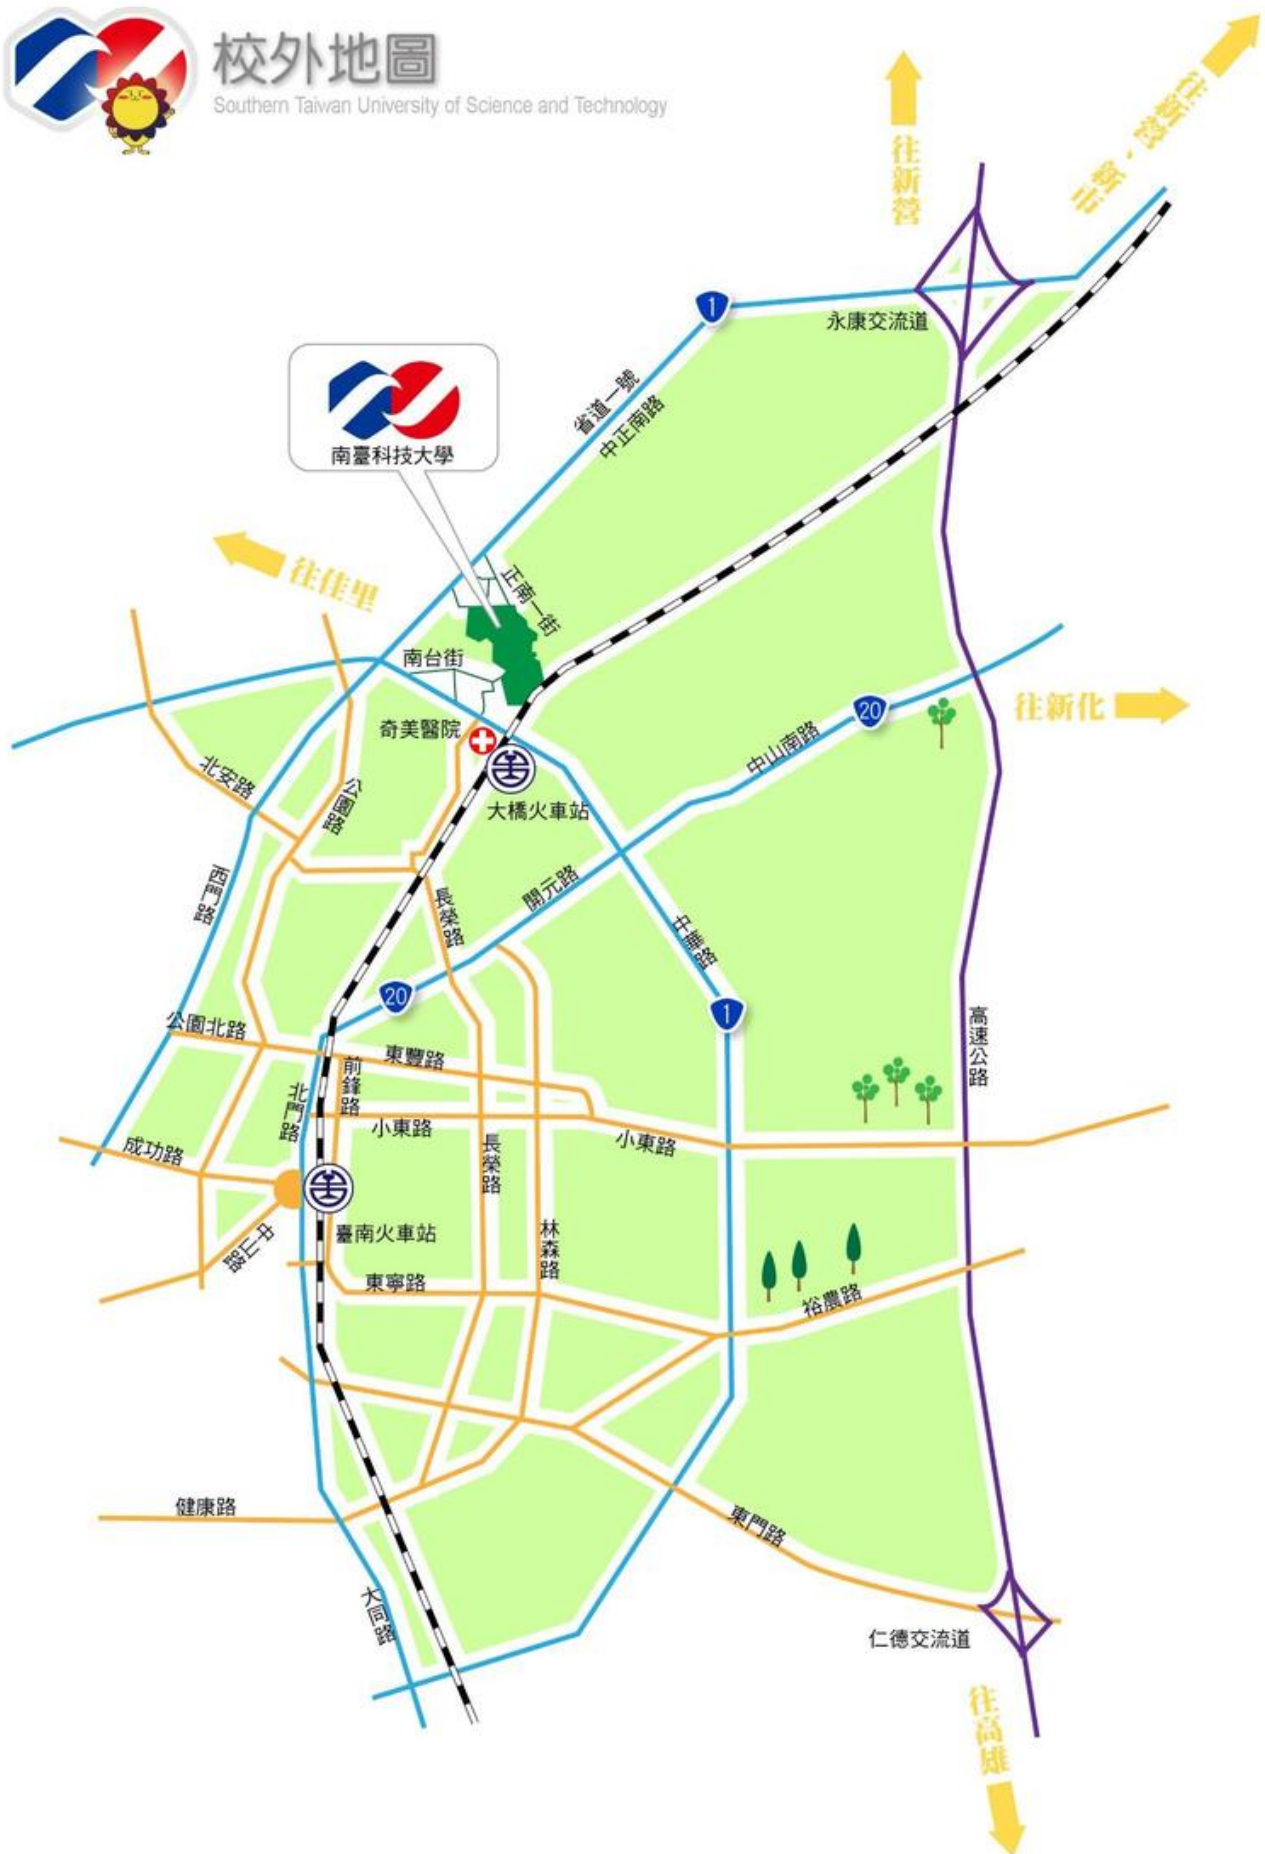 校外地圖
Southern Taiwan University of Science and Technology
往新營
往新營、新市
1
永康交流道
省道一號
中正南路
南臺科技大學
往佳里
正南一街
南台街
奇美醫院
20
往新化
中山南路
北安路
公園路
大橋火車站
西門路
長榮路
開元路
中華路
20
1
公園北路
東豐路
前鋒路
高速公路
北門路
小東路
小東路
成功路
長榮路
臺南火車站
中山路
林森路
東寧路
裕農路
健康路
東門路
大同路
仁德交流道
往高雄